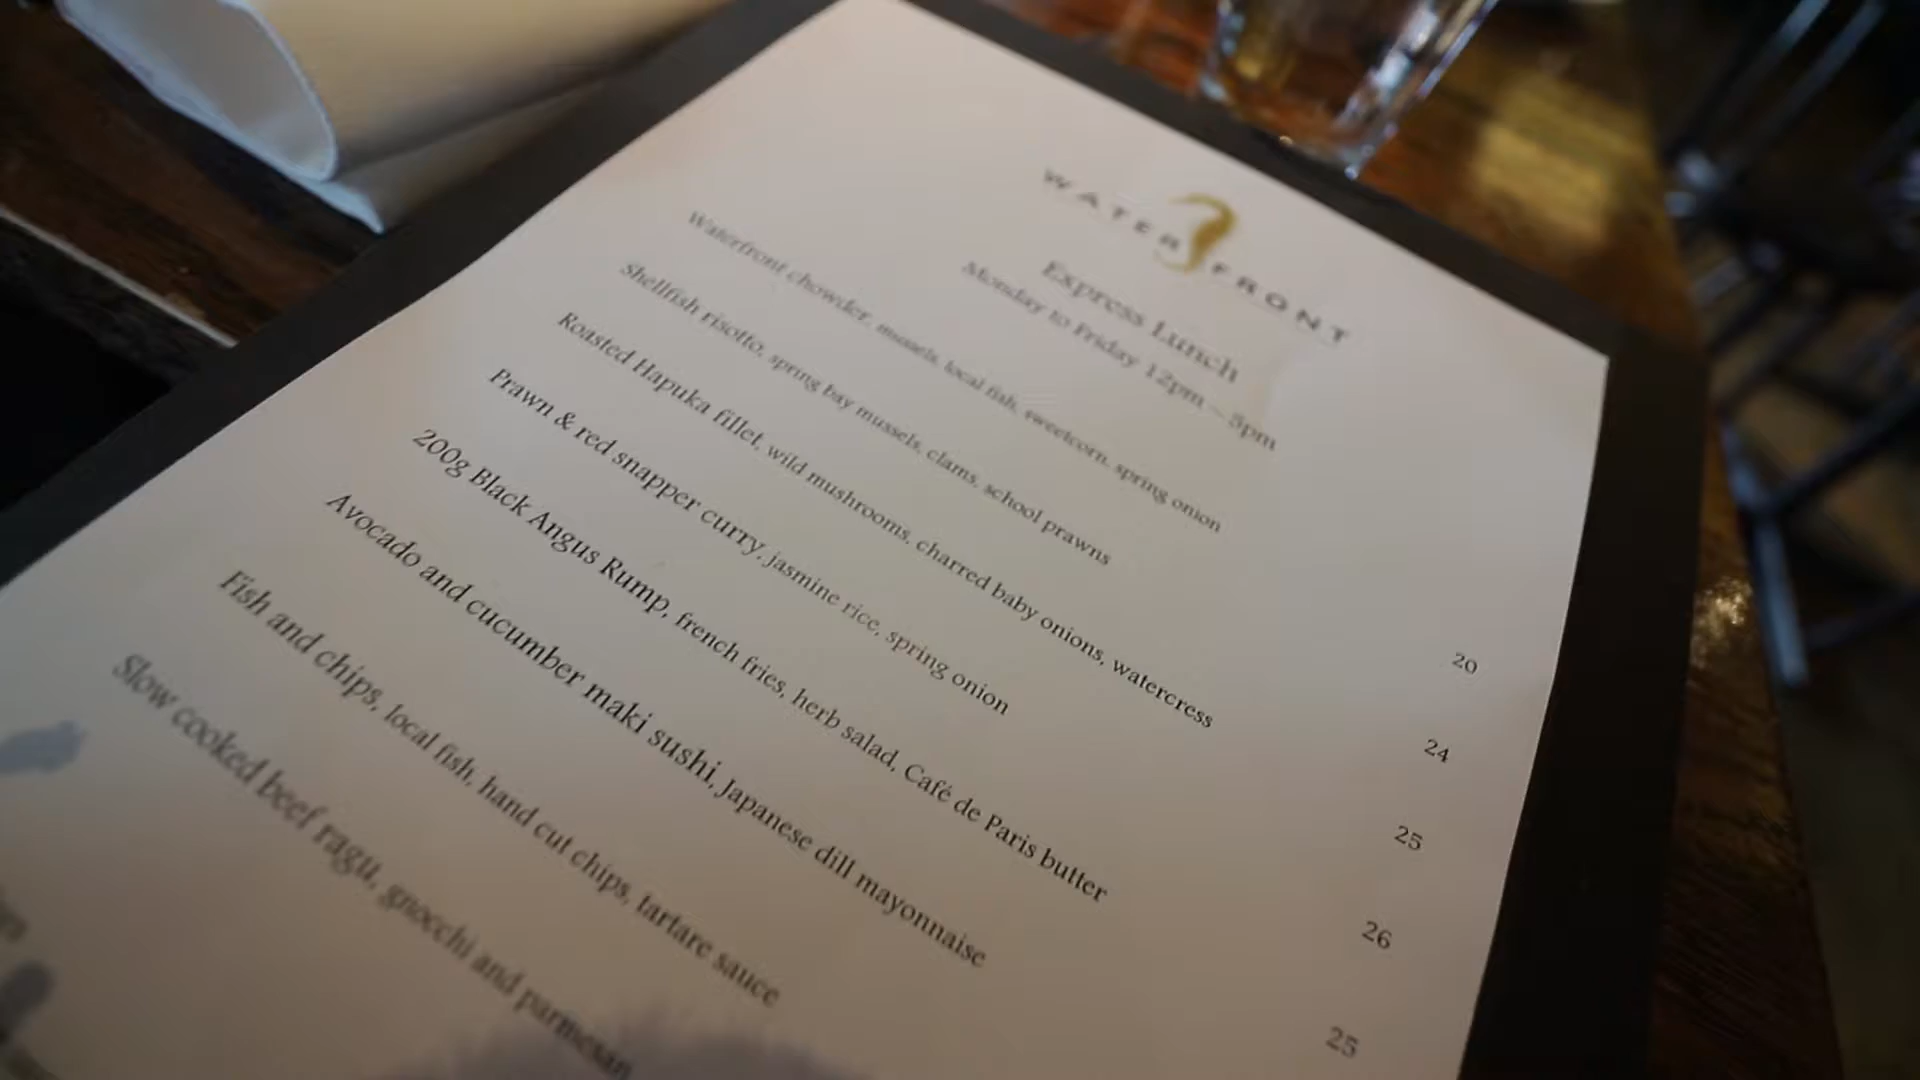 WATERFRONT
Express Lunch
Monday to Friday 12pm – 5pm
Waterfront chowder, mussels, local fish, sweetcorn, spring onion 20
Shellfish risotto, spring bay mussels, clams, school prawns 24
Roasted Hapuka fillet, wild mushrooms, charred baby onions, watercress 25
Prawn & red snapper curry, jasmine rice, spring onion 26
200g Black Angus Rump, french fries, herb salad, Café de Paris butter 25
Avocado and cucumber maki sushi, Japanese dill mayonnaise
Fish and chips, local fish, hand cut chips, tartare sauce
Slow cooked beef ragu, gnocchi and parmesan